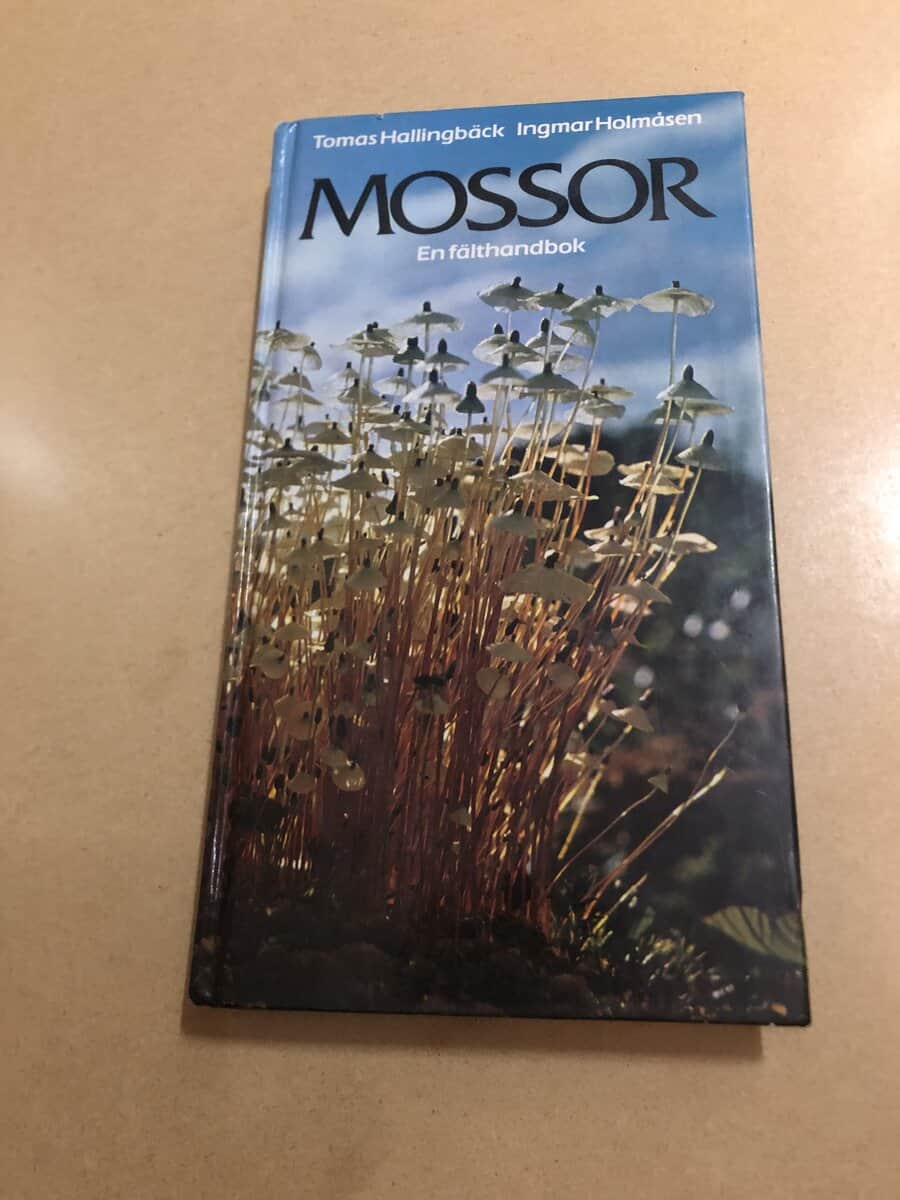 Tomas Hallingbäck Ingmar Holmåsen
MOSSOR
En fälthandbok